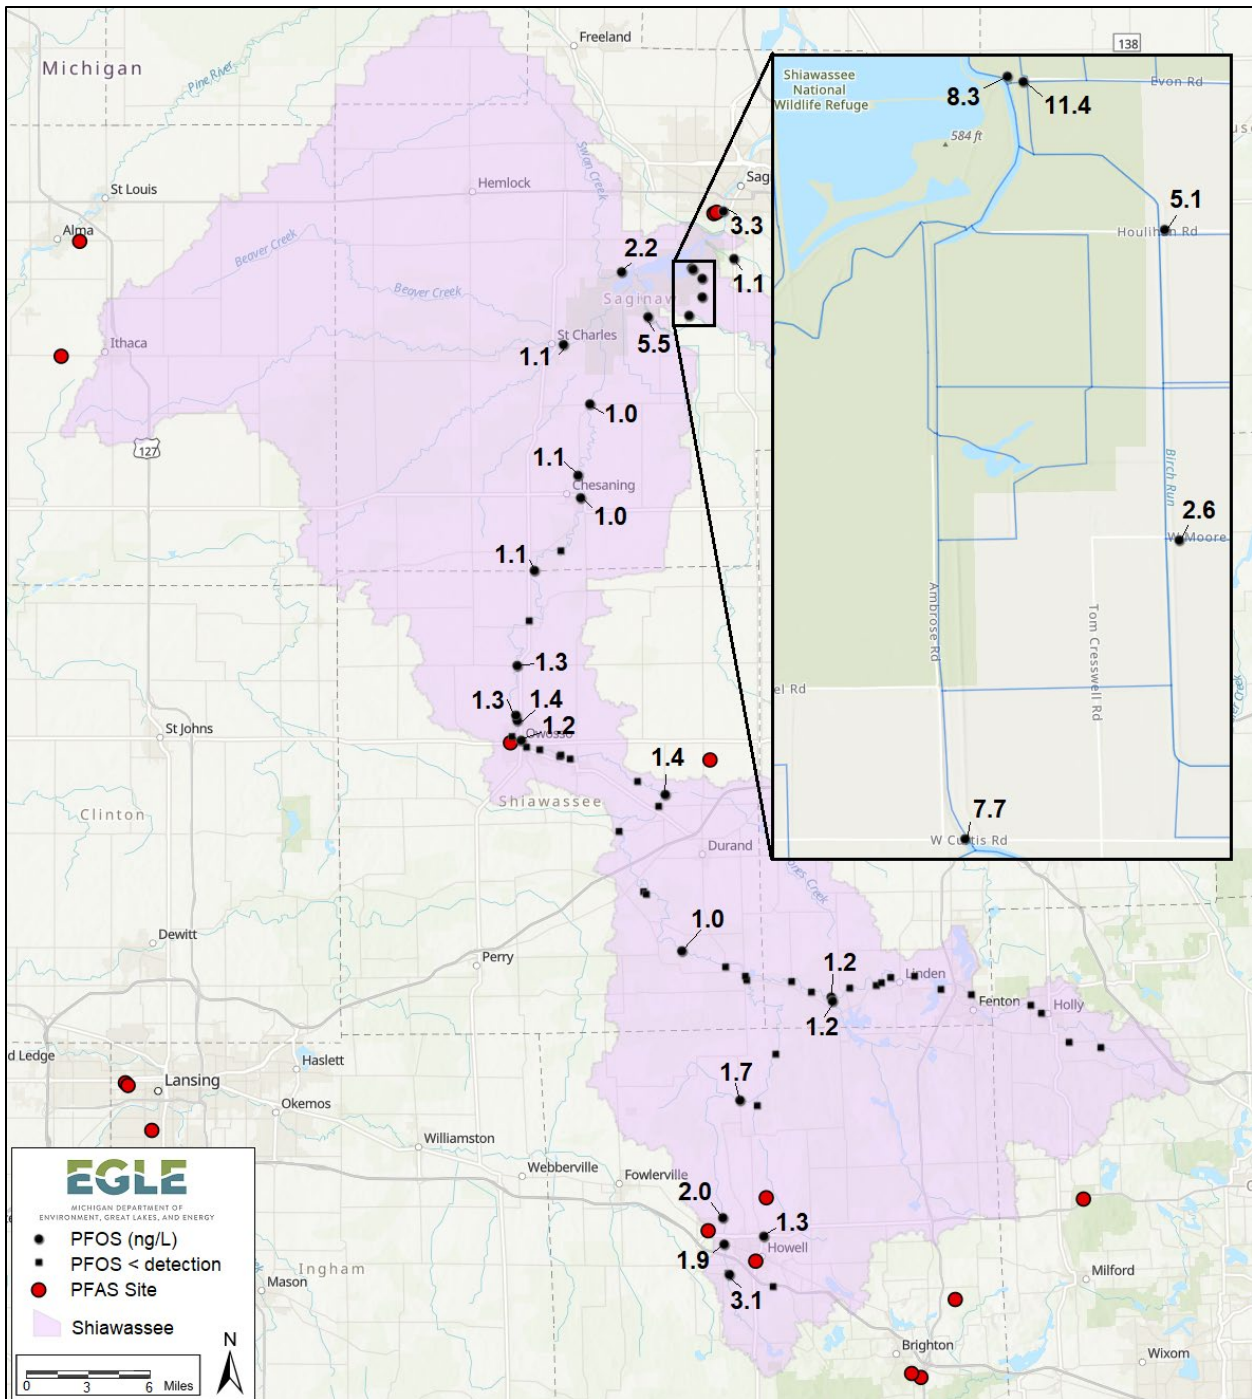 Freeland
138
Michigan
Pine River
Swan Creek
Shiawassee
National
Wildlife Refuge
8.3
11.4
Evon Rd
584 ft
St Louis
Hemlock
Sag
3.3
5.1
Houlihan Rd
Alma
Beaver Creek
2.2
1.1
Beaver Creek
Saginaw
Ithaca
St Charles
1.1
5.5
1.0
127
1.1
Chesaning
1.0
Birch Run
2.6
W Moore
1.1
Ambrose Rd
Tom Cresswell Rd
1.3
el Rd
1.3
1.4
1.2
Owosso
St Johns
1.4
Shiawassee
Clinton
7.7
W Curtis Rd
Durand
Jones Creek
Dewitt
Perry
1.0
1.2
Linden
Fenton
Holly
1.2
d Ledge
Haslett
Lansing
Okemos
1.7
Williamston
Webberville
Fowlerville
2.0
1.3
Howell
1.9
3.1
Ingham
Mason
Milford
Brighton
Wixom
EGLE
MICHIGAN DEPARTMENT OF
ENVIRONMENT, GREAT LAKES, AND ENERGY
PFOS (ng/L)
PFOS < detection
PFAS Site
Shiawassee
N
0 3 6 Miles